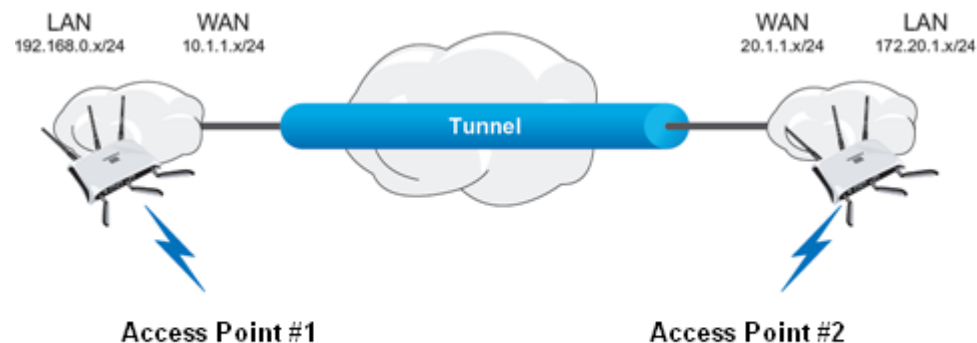 LAN
192.168.0.x/24
WAN
10.1.1.x/24
WAN
20.1.1.x/24
LAN
172.20.1.x/24
Tunnel
Access Point #1
Access Point #2